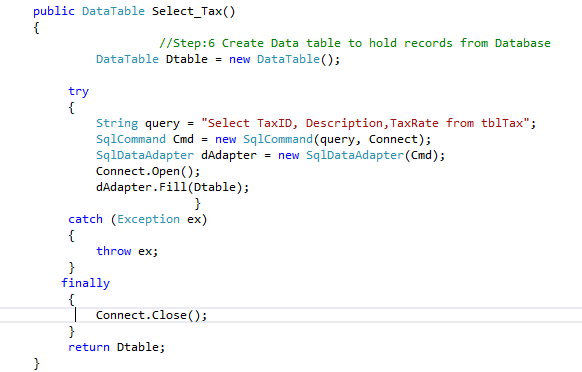 public DataTable Select_Tax()
{
//Step:6 Create Data table to hold records from Database
DataTable Dtable = new DataTable();
try
{
String query = "Select TaxID, Description,TaxRate from tblTax";
SqlCommand Cmd = new SqlCommand(query, Connect);
SqlDataAdapter dAdapter = new SqlDataAdapter(Cmd);
Connect.Open();
dAdapter.Fill(Dtable);
}
catch (Exception ex)
{
throw ex;
}
finally
{
Connect.Close();
}
return Dtable;
}